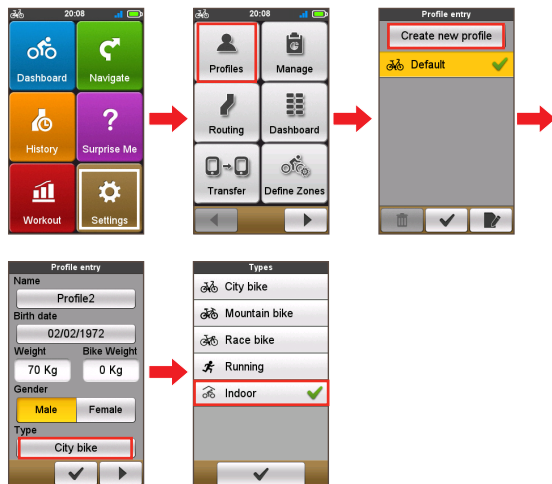 20:08
Dashboard
Navigate
History
Surprise Me
Workout
Settings
20:08
Profiles
Manage
Routing
Dashboard
Transfer
Define Zones
Profile entry
Create new profile
Default
Profile entry
Name
Profile2
Birth date
02/02/1972
Weight Bike Weight
70 Kg 0 Kg
Gender
Male Female
Type
City bike
Types
City bike
Mountain bike
Race bike
Running
Indoor